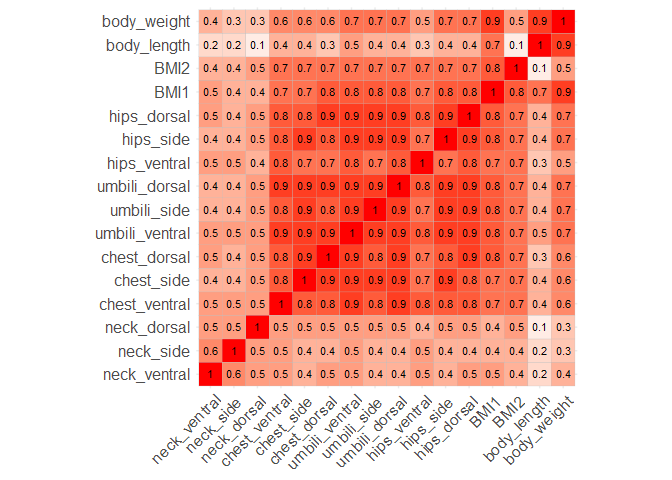 body_weight 0.4 0.3 0.3 0.6 0.6 0.6 0.7 0.7 0.7 0.5 0.7 0.7 0.9 0.5 0.9 1
body_length 0.2 0.2 0.1 0.4 0.4 0.3 0.5 0.4 0.4 0.3 0.4 0.4 0.7 0.1 1 0.9
BMI2 0.4 0.4 0.5 0.7 0.7 0.7 0.7 0.7 0.7 0.7 0.7 0.7 0.8 1 0.1 0.5
BMI1 0.5 0.4 0.4 0.7 0.7 0.8 0.8 0.8 0.8 0.7 0.8 0.8 1 0.8 0.7 0.9
hips_dorsal 0.5 0.4 0.5 0.8 0.8 0.9 0.9 0.9 0.9 0.8 0.9 1 0.8 0.7 0.4 0.7
hips_side 0.4 0.4 0.5 0.8 0.9 0.8 0.9 0.9 0.9 0.7 1 0.9 0.8 0.7 0.4 0.7
hips_ventral 0.5 0.5 0.4 0.8 0.7 0.7 0.8 0.7 0.8 1 0.7 0.8 0.7 0.7 0.3 0.5
umbili_dorsal 0.4 0.4 0.5 0.9 0.9 0.9 0.9 0.9 1 0.8 0.9 0.9 0.8 0.7 0.4 0.7
umbili_side 0.4 0.4 0.5 0.8 0.9 0.8 0.9 1 0.9 0.7 0.9 0.9 0.8 0.7 0.4 0.7
umbili_ventral 0.5 0.5 0.5 0.9 0.9 0.9 1 0.9 0.9 0.8 0.9 0.9 0.8 0.7 0.5 0.7
chest_dorsal 0.5 0.4 0.5 0.8 0.9 1 0.9 0.8 0.9 0.7 0.8 0.9 0.8 0.7 0.3 0.6
chest_side 0.4 0.4 0.5 0.8 1 0.9 0.9 0.9 0.9 0.7 0.9 0.8 0.7 0.7 0.4 0.6
chest_ventral 0.5 0.5 0.5 1 0.8 0.8 0.9 0.8 0.9 0.8 0.8 0.8 0.7 0.7 0.4 0.6
neck_dorsal 0.5 0.5 1 0.5 0.5 0.5 0.5 0.5 0.5 0.4 0.5 0.5 0.4 0.5 0.1 0.3
neck_side 0.6 1 0.5 0.5 0.4 0.4 0.5 0.4 0.4 0.5 0.4 0.4 0.4 0.4 0.2 0.3
neck_ventral 1 0.6 0.5 0.5 0.4 0.5 0.5 0.4 0.4 0.5 0.4 0.5 0.5 0.4 0.2 0.4
neck_ventral
neck_side
neck_dorsal
chest_ventral
chest_side
chest_dorsal
umbili_ventral
umbili_side
umbili_dorsal
hips_ventral
hips_side
hips_dorsal
BMI1
BMI2
body_length
body_weight